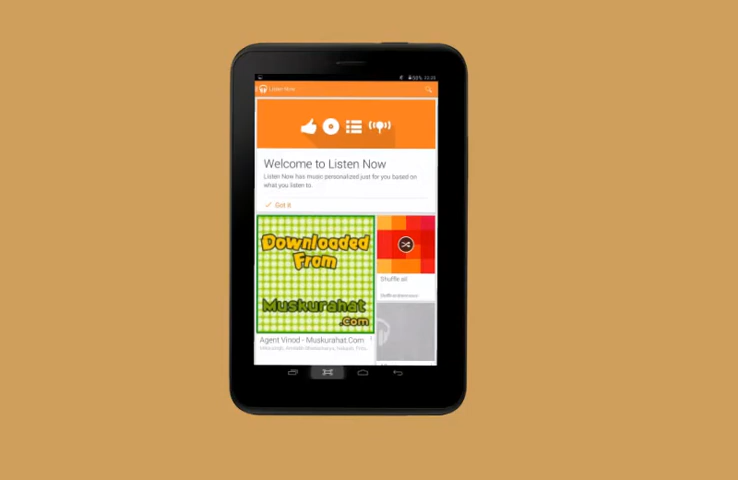 Listen Now
Welcome to Listen Now
Listen Now has music personalized just for you based on
what you listen to.
Got it
Downloaded
From
Muskurahat
.Com
Shuffle all
Agent Vinod - Muskurahat.Com